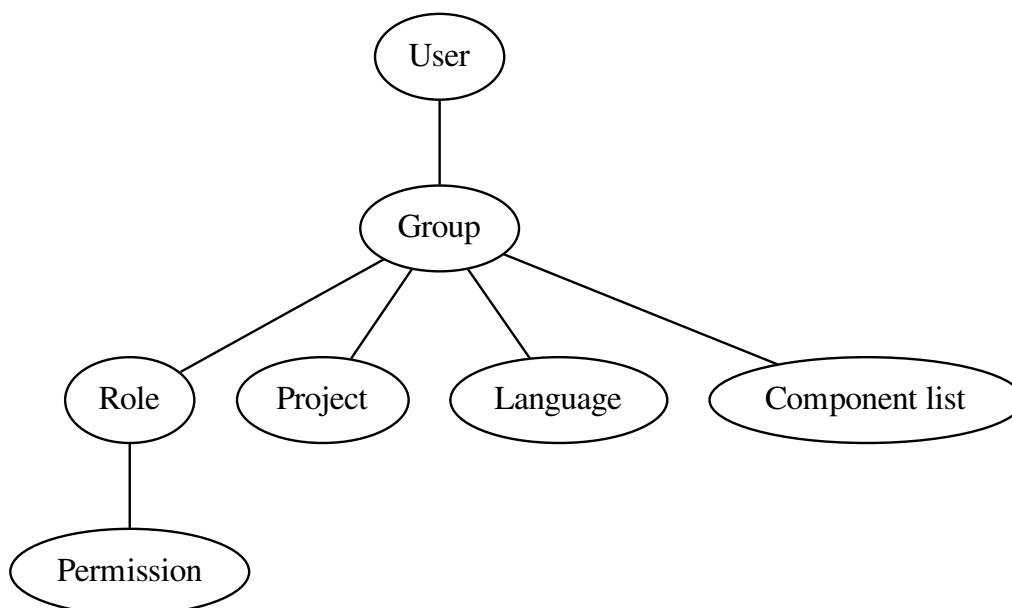 User
Group
Role
Project
Language
Component list
Permission